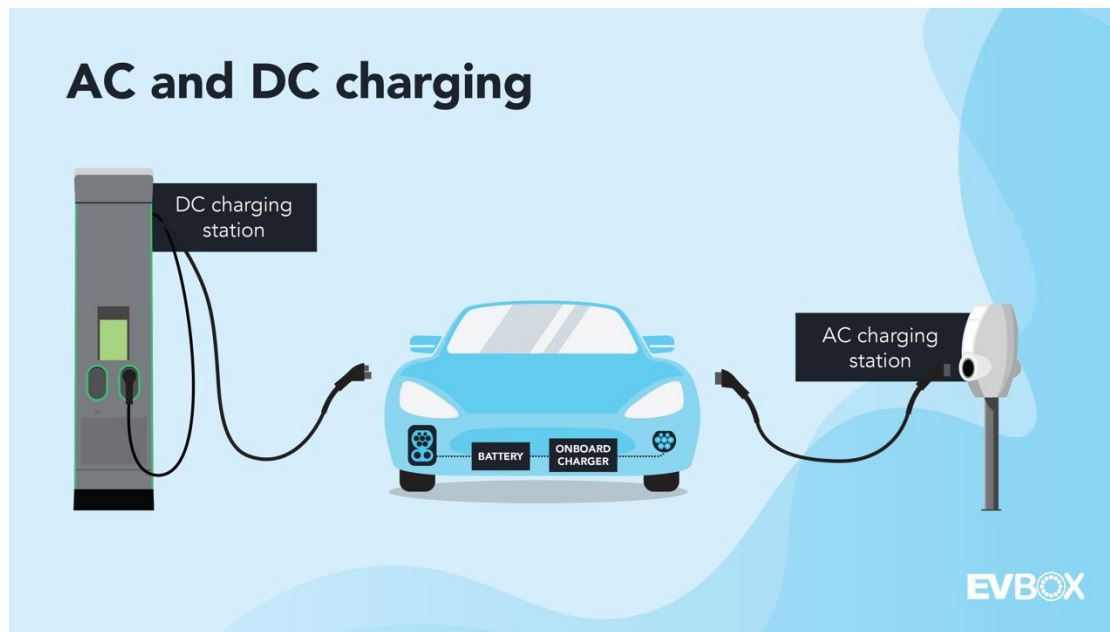 AC and DC charging
DC charging
station
AC charging
station
BATTERY
ONBOARD
CHARGER
EVBOX